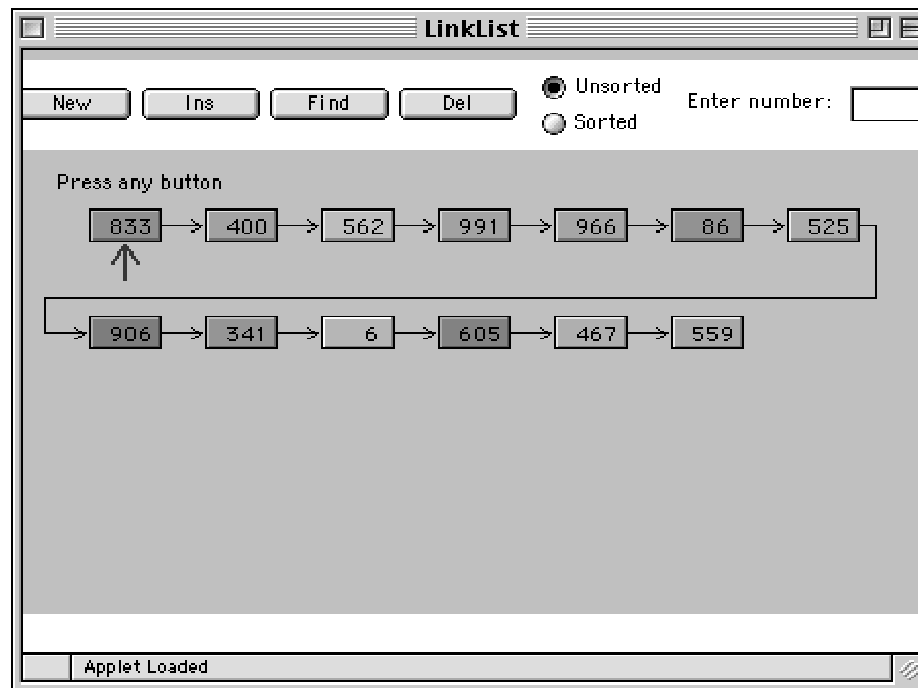 LinkList
New Ins Find Del Unsorted Enter number:
Sorted
Press any button
833 400 562 991 966 86 525
906 341 6 605 467 559
Applet Loaded